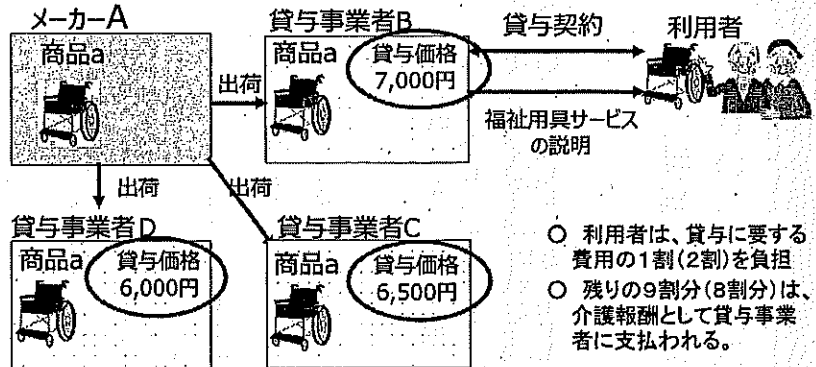 メーカーA
商品a
出荷
貸与事業者B
商品a
貸与価格
7,000円
貸与契約
福祉用具サービス
の説明
利用者
出荷
出荷
貸与事業者D
商品a
貸与価格
6,000円
貸与事業者C
商品a
貸与価格
6,500円
○ 利用者は、貸与に要する
費用の1割(2割)を負担
○ 残りの9割分(8割分)は、
介護報酬として貸与事業
者に支払われる。